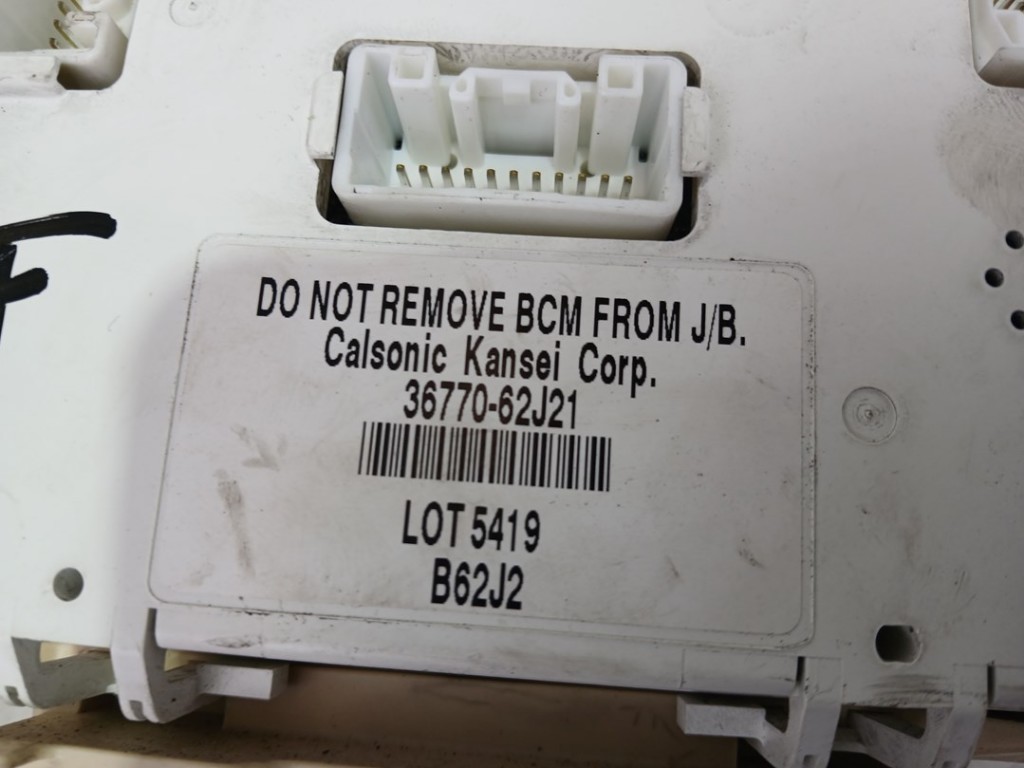 DO NOT REMOVE BCM FROM J/B.
Calsonic Kansei Corp.
36770-62J21
LOT 5419
B62J2